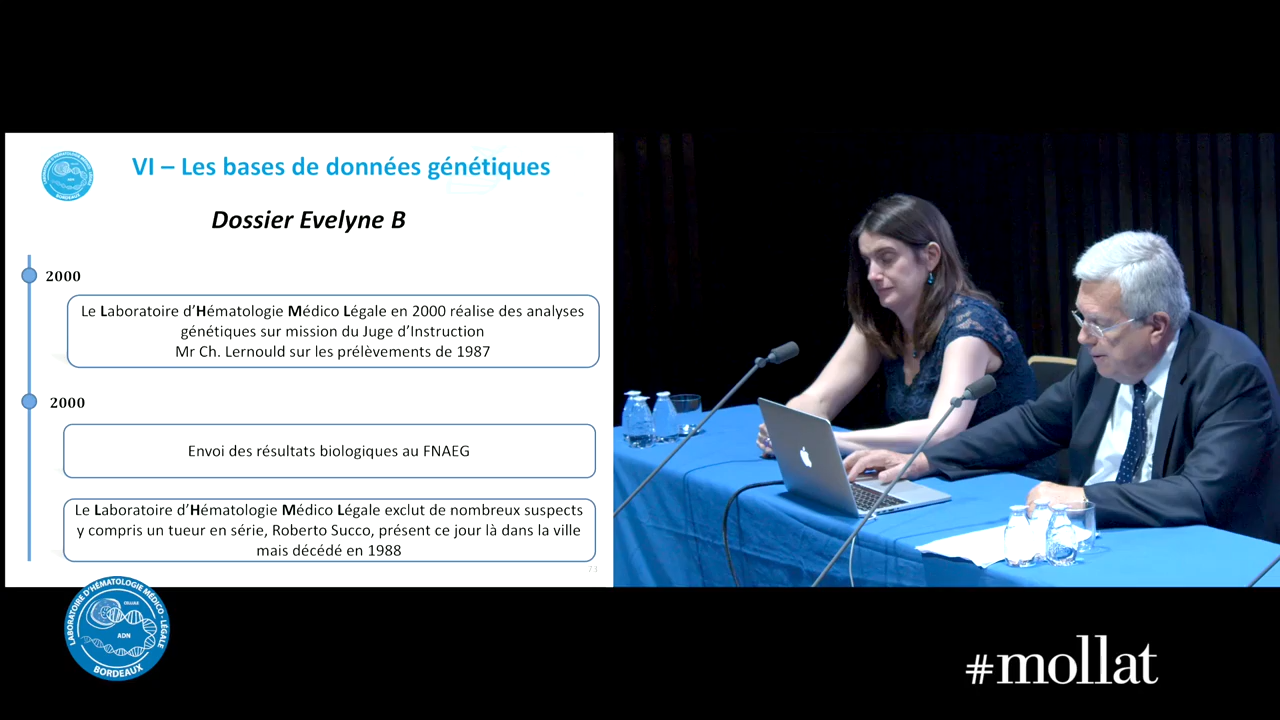 VI – Les bases de données génétiques
Dossier Evelyne B
2000
Le Laboratoire d'Hématologie Médico Légale en 2000 réalise des analyses
génétiques sur mission du Juge d'Instruction
Mr Ch. Lernould sur les prélèvements de 1987
2000
Envoi des résultats biologiques au FNAEG
Le Laboratoire d'Hématologie Médico Légale exclut de nombreux suspects
y compris un tueur en série, Roberto Succo, présent ce jour là dans la ville
mais décédé en 1988
73
LABORATOIRE D'HÉMATOLOGIE MÉDICO-LÉGALE
ADN
BORDEAUX
#mollat